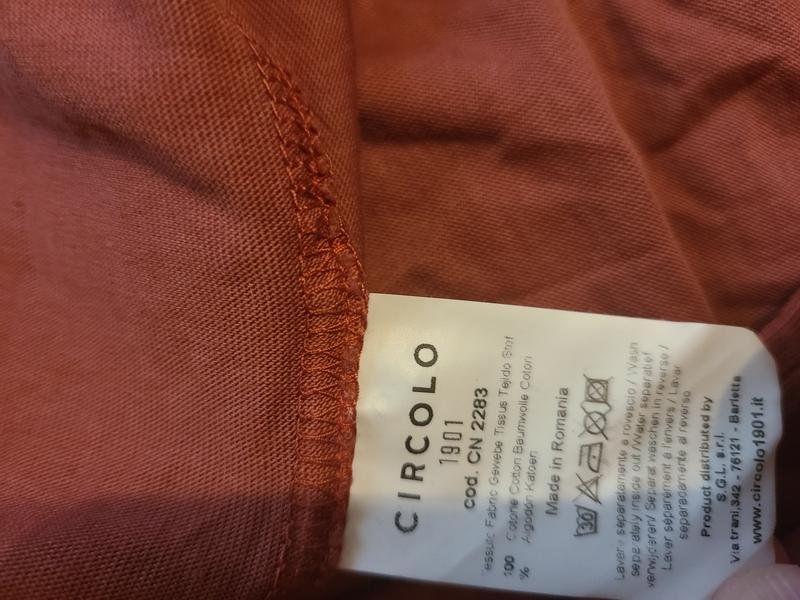 CIRCOLO
1901
cod. CN 2283
Tessuto Fabric Gewebe Tissus Tejido Stof
100 Cotone Cotton Baumwolle Coton
% Algodon Katoen
Made in Romania
30
Lavare separatamente a rovescio / Wash
separately inside out / Water separatief
verwijderen/ Separat waschen in reverse /
Laver séparément à l'envers / Lavar
separadamente al reverso
Product distributed by
S.G.L. s.r.l.
Via trani,342 - 76121 - Barletta
www.circolo1901.it